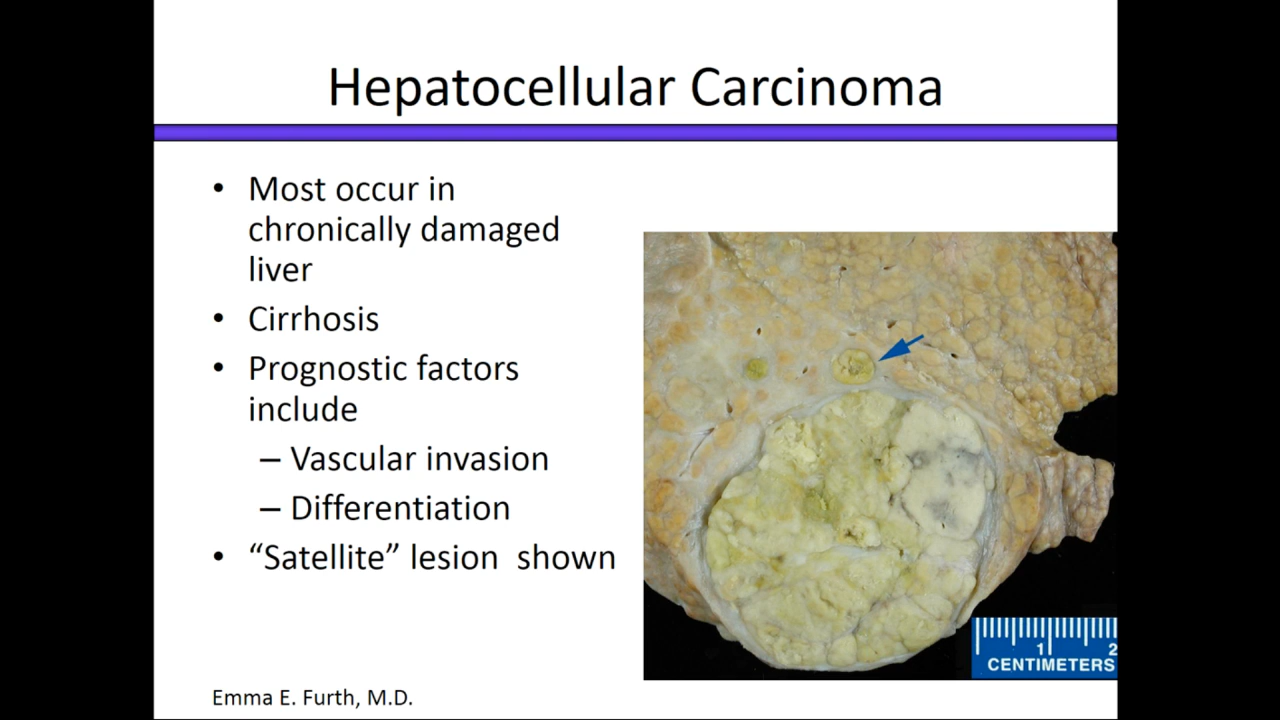 Hepatocellular Carcinoma
• Most occur in
chronically damaged
liver
• Cirrhosis
• Prognostic factors
include
– Vascular invasion
– Differentiation
• “Satellite” lesion shown
1 2
CENTIMETERS
Emma E. Furth, M.D.